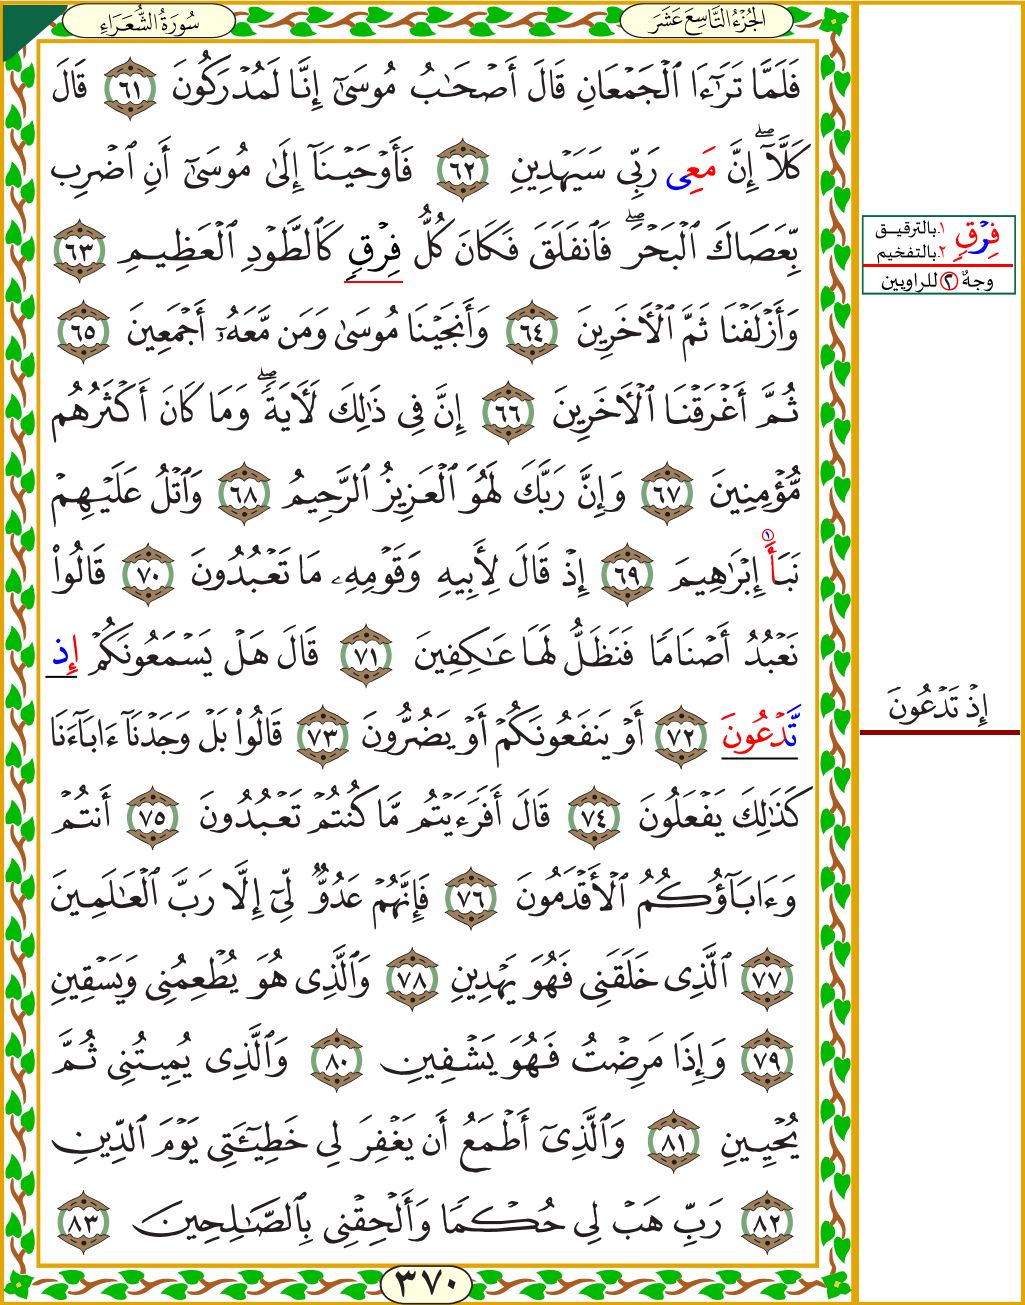 الجُزْءُ التَّاسِعَ عَشَرَ
سُورَةُ الشُّعَرَاءِ
فَلَمَّا تَرَٰٓءَا ٱلۡجَمۡعَانِ قَالَ أَصۡحَٰبُ مُوسَىٰٓ إِنَّا لَمُدۡرَكُونَ ٦١ قَالَ
كَلَّآۖ إِنَّ مَعِي رَبِّي سَيَهۡدِينِ ٦٢ فَأَوۡحَيۡنَآ إِلَىٰ مُوسَىٰٓ أَنِ ٱضۡرِب
بِّعَصَاكَ ٱلۡبَحۡرَۖ فَٱنفَلَقَ فَكَانَ كُلُّ فِرۡقٖ كَٱلطَّوۡدِ ٱلۡعَظِيمِ ٦٣
وَأَزۡلَفۡنَا ثَمَّ ٱلۡأٓخَرِينَ ٦٤ وَأَنجَيۡنَا مُوسَىٰ وَمَن مَّعَهُۥٓ أَجۡمَعِينَ ٦٥
ثُمَّ أَغۡرَقۡنَا ٱلۡأٓخَرِينَ ٦٦ إِنَّ فِي ذَٰلِكَ لَأٓيَةٗۖ وَمَا كَانَ أَكۡثَرُهُم
مُّؤۡمِنِينَ ٦٧ وَإِنَّ رَبَّكَ لَهُوَ ٱلۡعَزِيزُ ٱلرَّحِيمُ ٦٨ وَٱتۡلُ عَلَيۡهِمۡ
نَبَأَ إِبۡرَٰهِيمَ ٦٩ إِذۡ قَالَ لِأَبِيهِ وَقَوۡمِهِۦ مَا تَعۡبُدُونَ ٧٠ قَالُواْ
نَعۡبُدُ أَصۡنَامٗا فَنَظَلُّ لَهَا عَٰكِفِينَ ٧١ قَالَ هَلۡ يَسۡمَعُونَكُمۡ إِذ
تَّدۡعُونَ ٧٢ أَوۡ يَنفَعُونَكُمۡ أَوۡ يَضُرُّونَ ٧٣ قَالُواْ بَلۡ وَجَدۡنَآ ءَابَآءَنَا
كَذَٰلِكَ يَفۡعَلُونَ ٧٤ قَالَ أَفَرَءَيۡتُم مَّا كُنتُمۡ تَعۡبُدُونَ ٧٥ أَنتُمۡ
وَءَابَآؤُكُمُ ٱلۡأَقۡدَمُونَ ٧٦ فَإِنَّهُمۡ عَدُوّٞ لِّيٓ إِلَّا رَبَّ ٱلۡعَٰلَمِينَ
٧٧ ٱلَّذِي خَلَقَنِي فَهُوَ يَهۡدِينِ ٧٨ وَٱلَّذِي هُوَ يُطۡعِمُنِي وَيَسۡقِينِ
٧٩ وَإِذَا مَرِضۡتُ فَهُوَ يَشۡفِينِ ٨٠ وَٱلَّذِي يُمِيتُنِي ثُمَّ
يُحۡيِينِ ٨١ وَٱلَّذِيٓ أَطۡمَعُ أَن يَغۡفِرَ لِي خَطِيٓـَٔتِي يَوۡمَ ٱلدِّينِ
٨٢ رَبِّ هَبۡ لِي حُكۡمٗا وَأَلۡحِقۡنِي بِٱلصَّٰلِحِينَ ٨٣
٣٧٠
فِرۡقٖ ١.بالترقيـق
٢.بالتفخيم
وجهٌ ٢ للراويين
إِذۡ تَدۡعُونَ